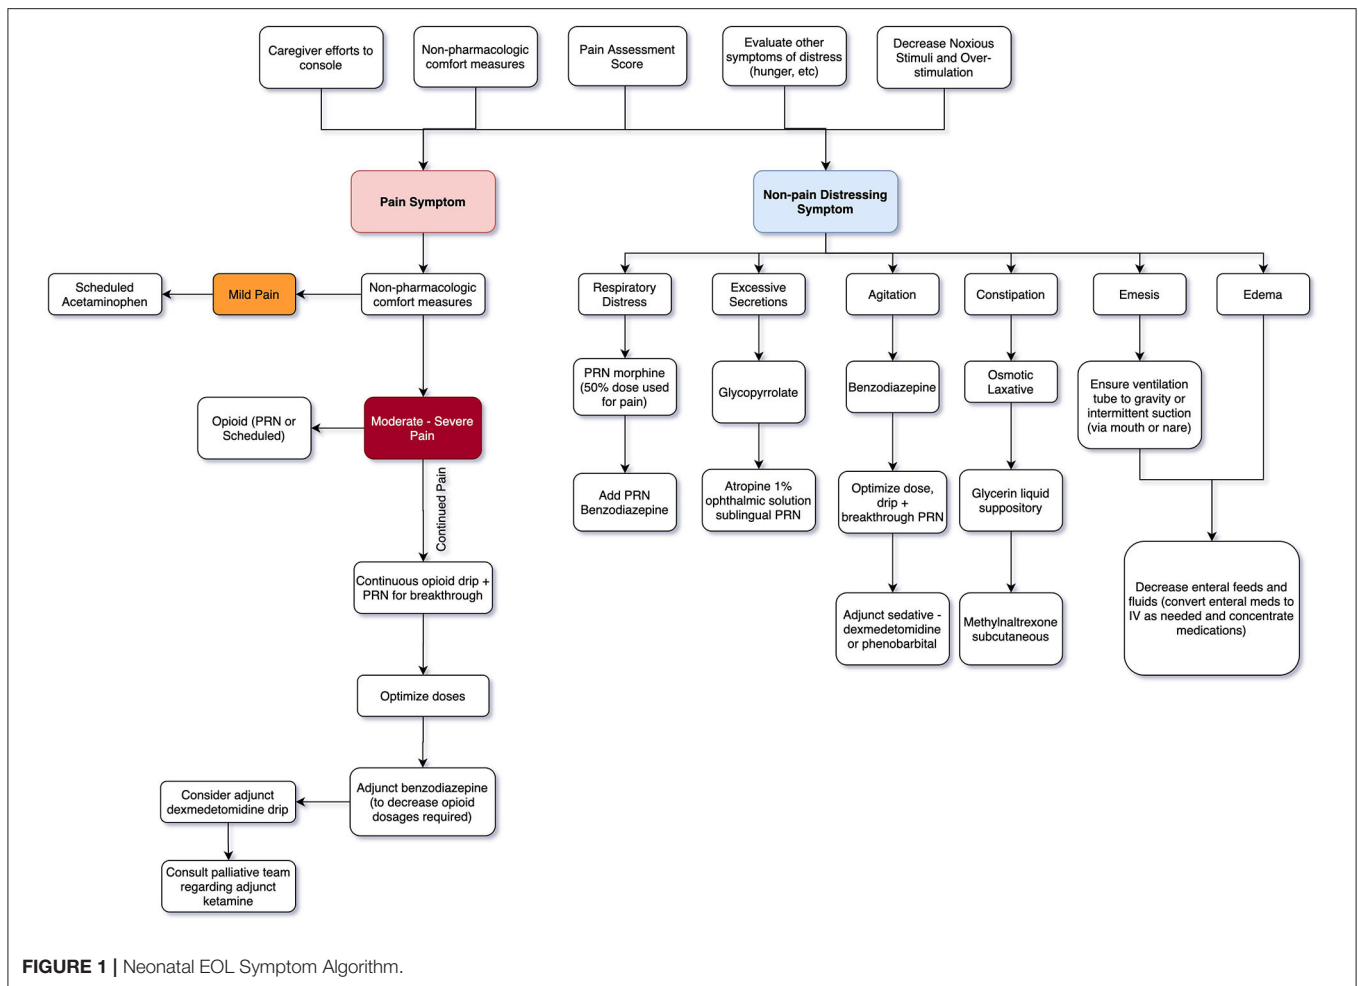 Caregiver efforts to
console
Non-pharmacologic
comfort measures
Pain Assessment
Score
Evaluate other
symptoms of distress
(hunger, etc)
Decrease Noxious
Stimuli and Over-
stimulation
Pain Symptom
Non-pain Distressing
Symptom
Scheduled
Acetaminophen
Mild Pain
Non-pharmacologic
comfort measures
Opioid (PRN or
Scheduled)
Moderate - Severe
Pain
Continued Pain
Continuous opioid drip +
PRN for breakthrough
Optimize doses
Adjunct benzodiazepine
(to decrease opioid
dosages required)
Consider adjunct
dexmedetomidine drip
Consult palliative team
regarding adjunct
ketamine
Respiratory
Distress
PRN morphine
(50% dose used
for pain)
Add PRN
Benzodiazepine
Excessive
Secretions
Glycopyrrolate
Atropine 1%
ophthalmic solution
sublingual PRN
Agitation
Benzodiazepine
Optimize dose,
drip +
breakthrough PRN
Adjunct sedative -
dexmedetomidine
or phenobarbital
Constipation
Osmotic
Laxative
Glycerin liquid
suppository
Methylnaltrexone
subcutaneous
Emesis
Ensure ventilation
tube to gravity or
intermittent suction
(via mouth or nare)
Edema
Decrease enteral feeds and
fluids (convert enteral meds to
IV as needed and concentrate
medications)
FIGURE 1 | Neonatal EOL Symptom Algorithm.